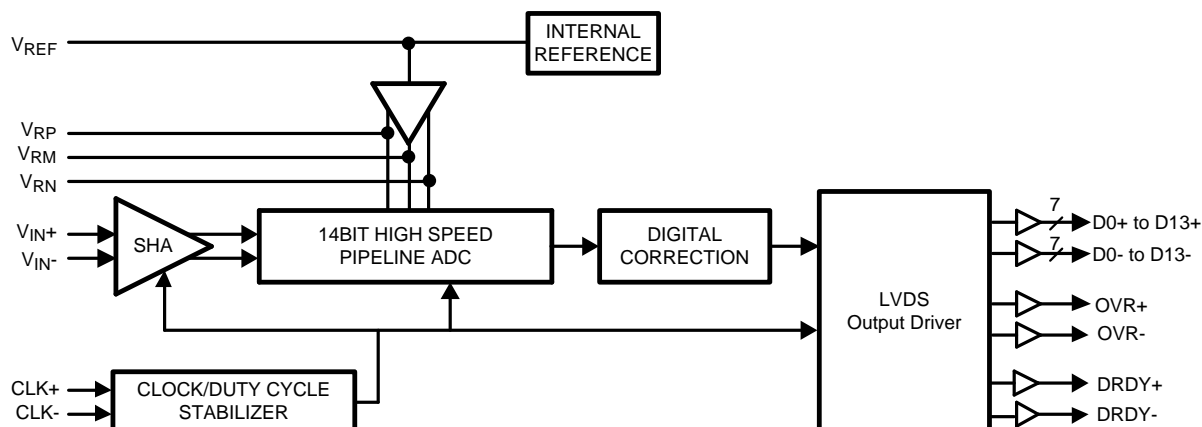 INTERNAL
REFERENCE
VREF
VRP
VRM
VRN
VIN+
VIN-
SHA
14BIT HIGH SPEED
PIPELINE ADC
DIGITAL
CORRECTION
LVDS
Output Driver
7
D0+ to D13+
7
D0- to D13-
OVR+
OVR-
DRDY+
DRDY-
CLK+
CLK-
CLOCK/DUTY CYCLE
STABILIZER